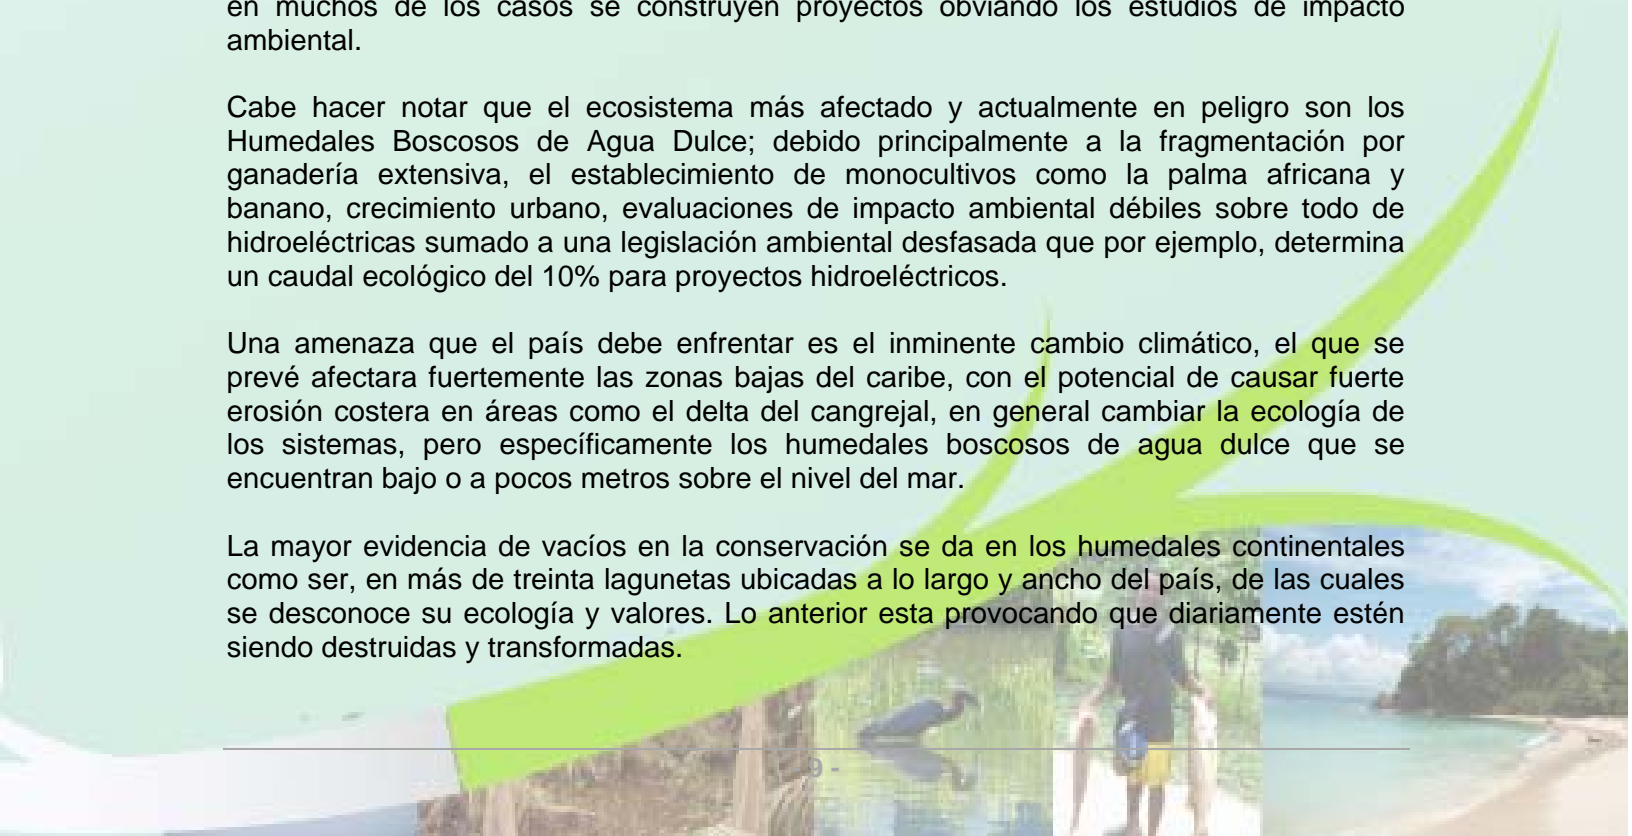 en muchos de los casos se construyen proyectos obviando los estudios de impacto
ambiental.
Cabe hacer notar que el ecosistema más afectado y actualmente en peligro son los
Humedales Boscosos de Agua Dulce; debido principalmente a la fragmentación por
ganadería extensiva, el establecimiento de monocultivos como la palma africana y
banano, crecimiento urbano, evaluaciones de impacto ambiental débiles sobre todo de
hidroeléctricas sumado a una legislación ambiental desfasada que por ejemplo, determina
un caudal ecológico del 10% para proyectos hidroeléctricos.
Una amenaza que el país debe enfrentar es el inminente cambio climático, el que se
prevé afectara fuertemente las zonas bajas del caribe, con el potencial de causar fuerte
erosión costera en áreas como el delta del cangrejal, en general cambiar la ecología de
los sistemas, pero específicamente los humedales boscosos de agua dulce que se
encuentran bajo o a pocos metros sobre el nivel del mar.
La mayor evidencia de vacíos en la conservación se da en los humedales continentales
como ser, en más de treinta lagunetas ubicadas a lo largo y ancho del país, de las cuales
se desconoce su ecología y valores. Lo anterior esta provocando que diariamente estén
siendo destruidas y transformadas.
9 -